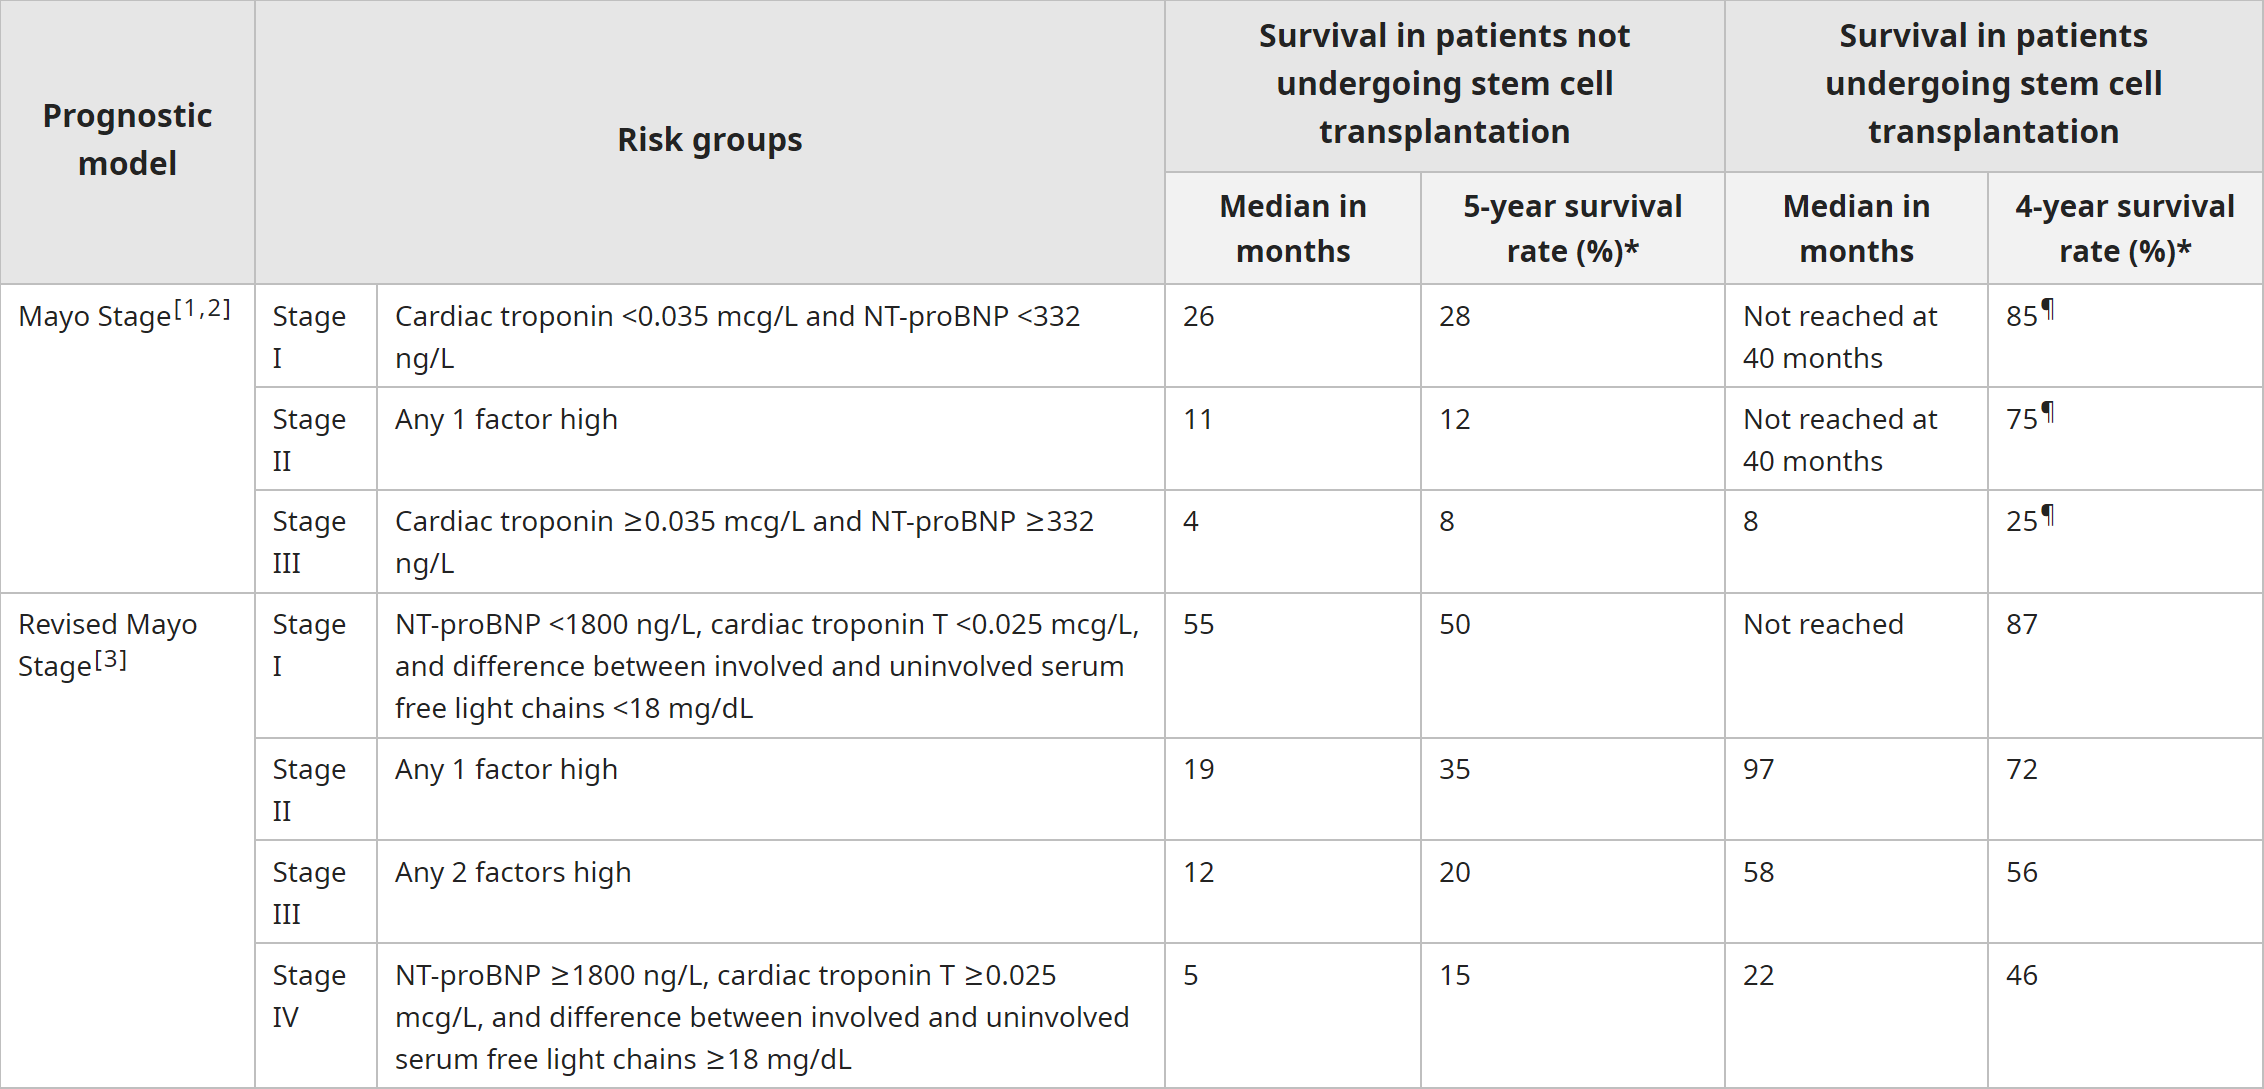 Prognostic
model
Risk groups
Survival in patients not
undergoing stem cell
transplantation
Survival in patients
undergoing stem cell
transplantation
Median in
months
5-year survival
rate (%)*
Median in
months
4-year survival
rate (%)*
Mayo Stage[1,2]
Stage
I
Cardiac troponin <0.035 mcg/L and NT-proBNP <332
ng/L
26
28
Not reached at
40 months
85¶
Stage
II
Any 1 factor high
11
12
Not reached at
40 months
75¶
Stage
III
Cardiac troponin ≥0.035 mcg/L and NT-proBNP ≥332
ng/L
4
8
8
25¶
Revised Mayo
Stage[3]
Stage
I
NT-proBNP <1800 ng/L, cardiac troponin T <0.025 mcg/L,
and difference between involved and uninvolved serum
free light chains <18 mg/dL
55
50
Not reached
87
Stage
II
Any 1 factor high
19
35
97
72
Stage
III
Any 2 factors high
12
20
58
56
Stage
IV
NT-proBNP ≥1800 ng/L, cardiac troponin T ≥0.025
mcg/L, and difference between involved and uninvolved
serum free light chains ≥18 mg/dL
5
15
22
46